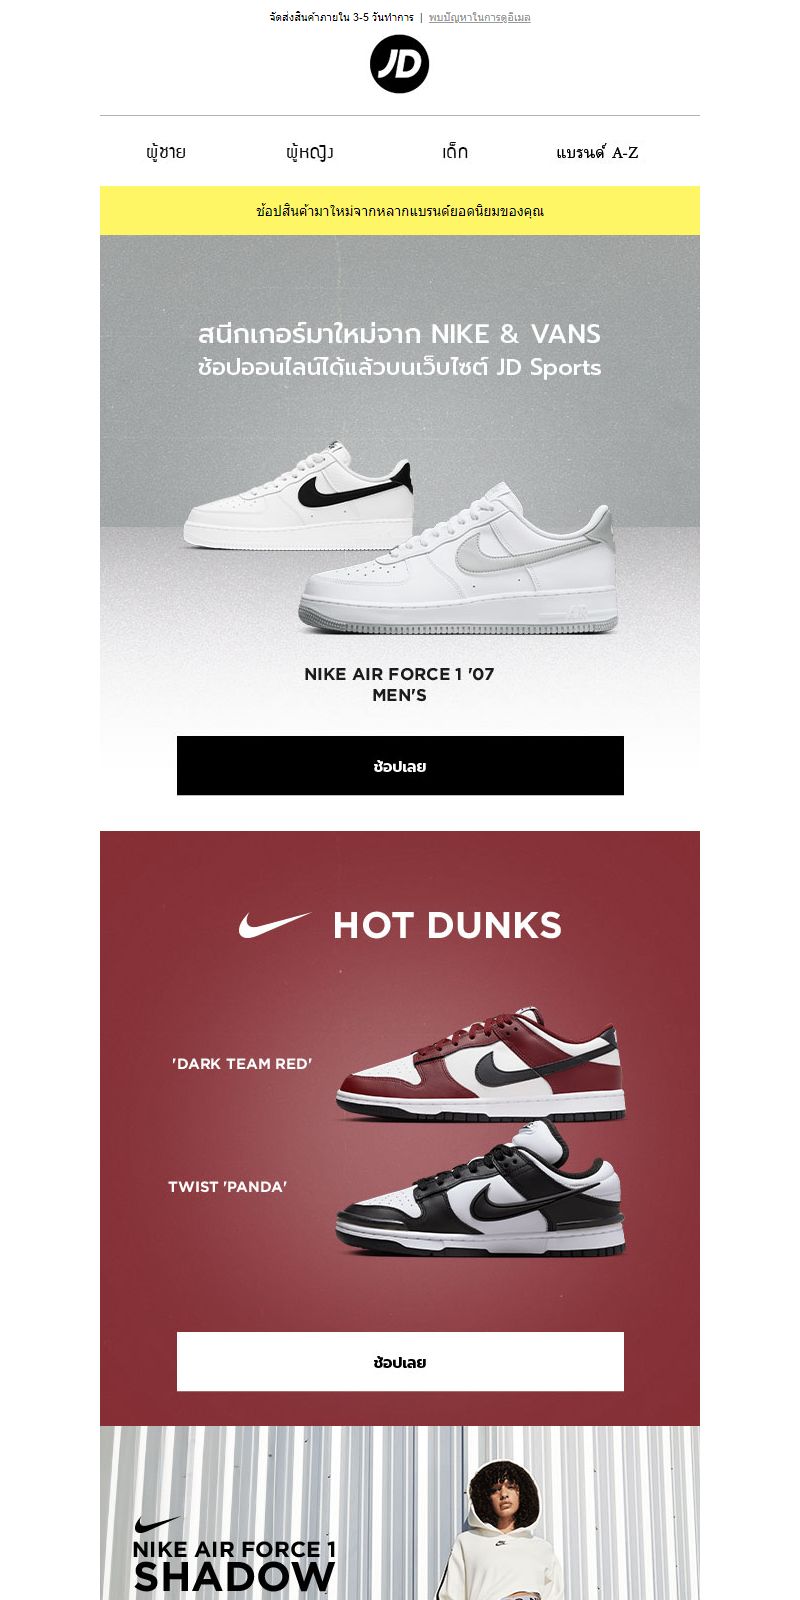 จัดส่งสินค้าภายใน 3-5 วันทำการ | พบปัญหาในการดูอีเมล
JD
ผู้ชาย ผู้หญิง เด็ก แบรนด์ A-Z
ช้อปสินค้ามาใหม่จากหลากแบรนด์ยอดนิยมของคุณ
สนีกเกอร์มาใหม่จาก NIKE & VANS
ช้อปออนไลน์ได้แล้วบนเว็บไซต์ JD Sports
NIKE AIR FORCE 1 '07
MEN'S
ช้อปเลย
HOT DUNKS
'DARK TEAM RED'
TWIST 'PANDA'
ช้อปเลย
NIKE AIR FORCE 1
SHADOW